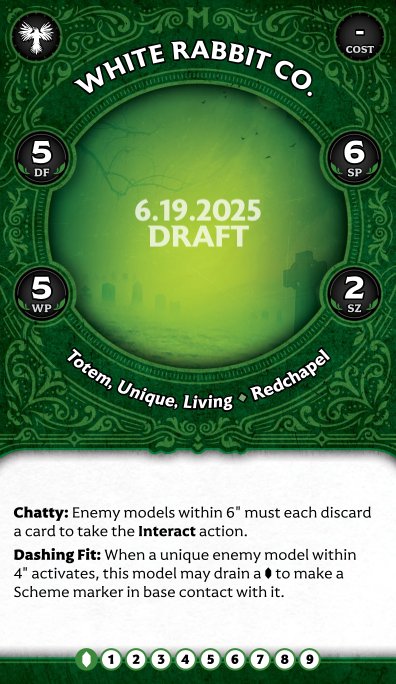 -
COST
WHITE RABBIT CO.
5
DF
6
SP
6.19.2025
DRAFT
5
WP
2
SZ
Totem, Unique, Living ◆ Redchapel
Chatty: Enemy models within 6" must each discard
a card to take the Interact action.
Dashing Fit: When a unique enemy model within
4" activates, this model may drain a to make a
Scheme marker in base contact with it.
1 2 3 4 5 6 7 8 9